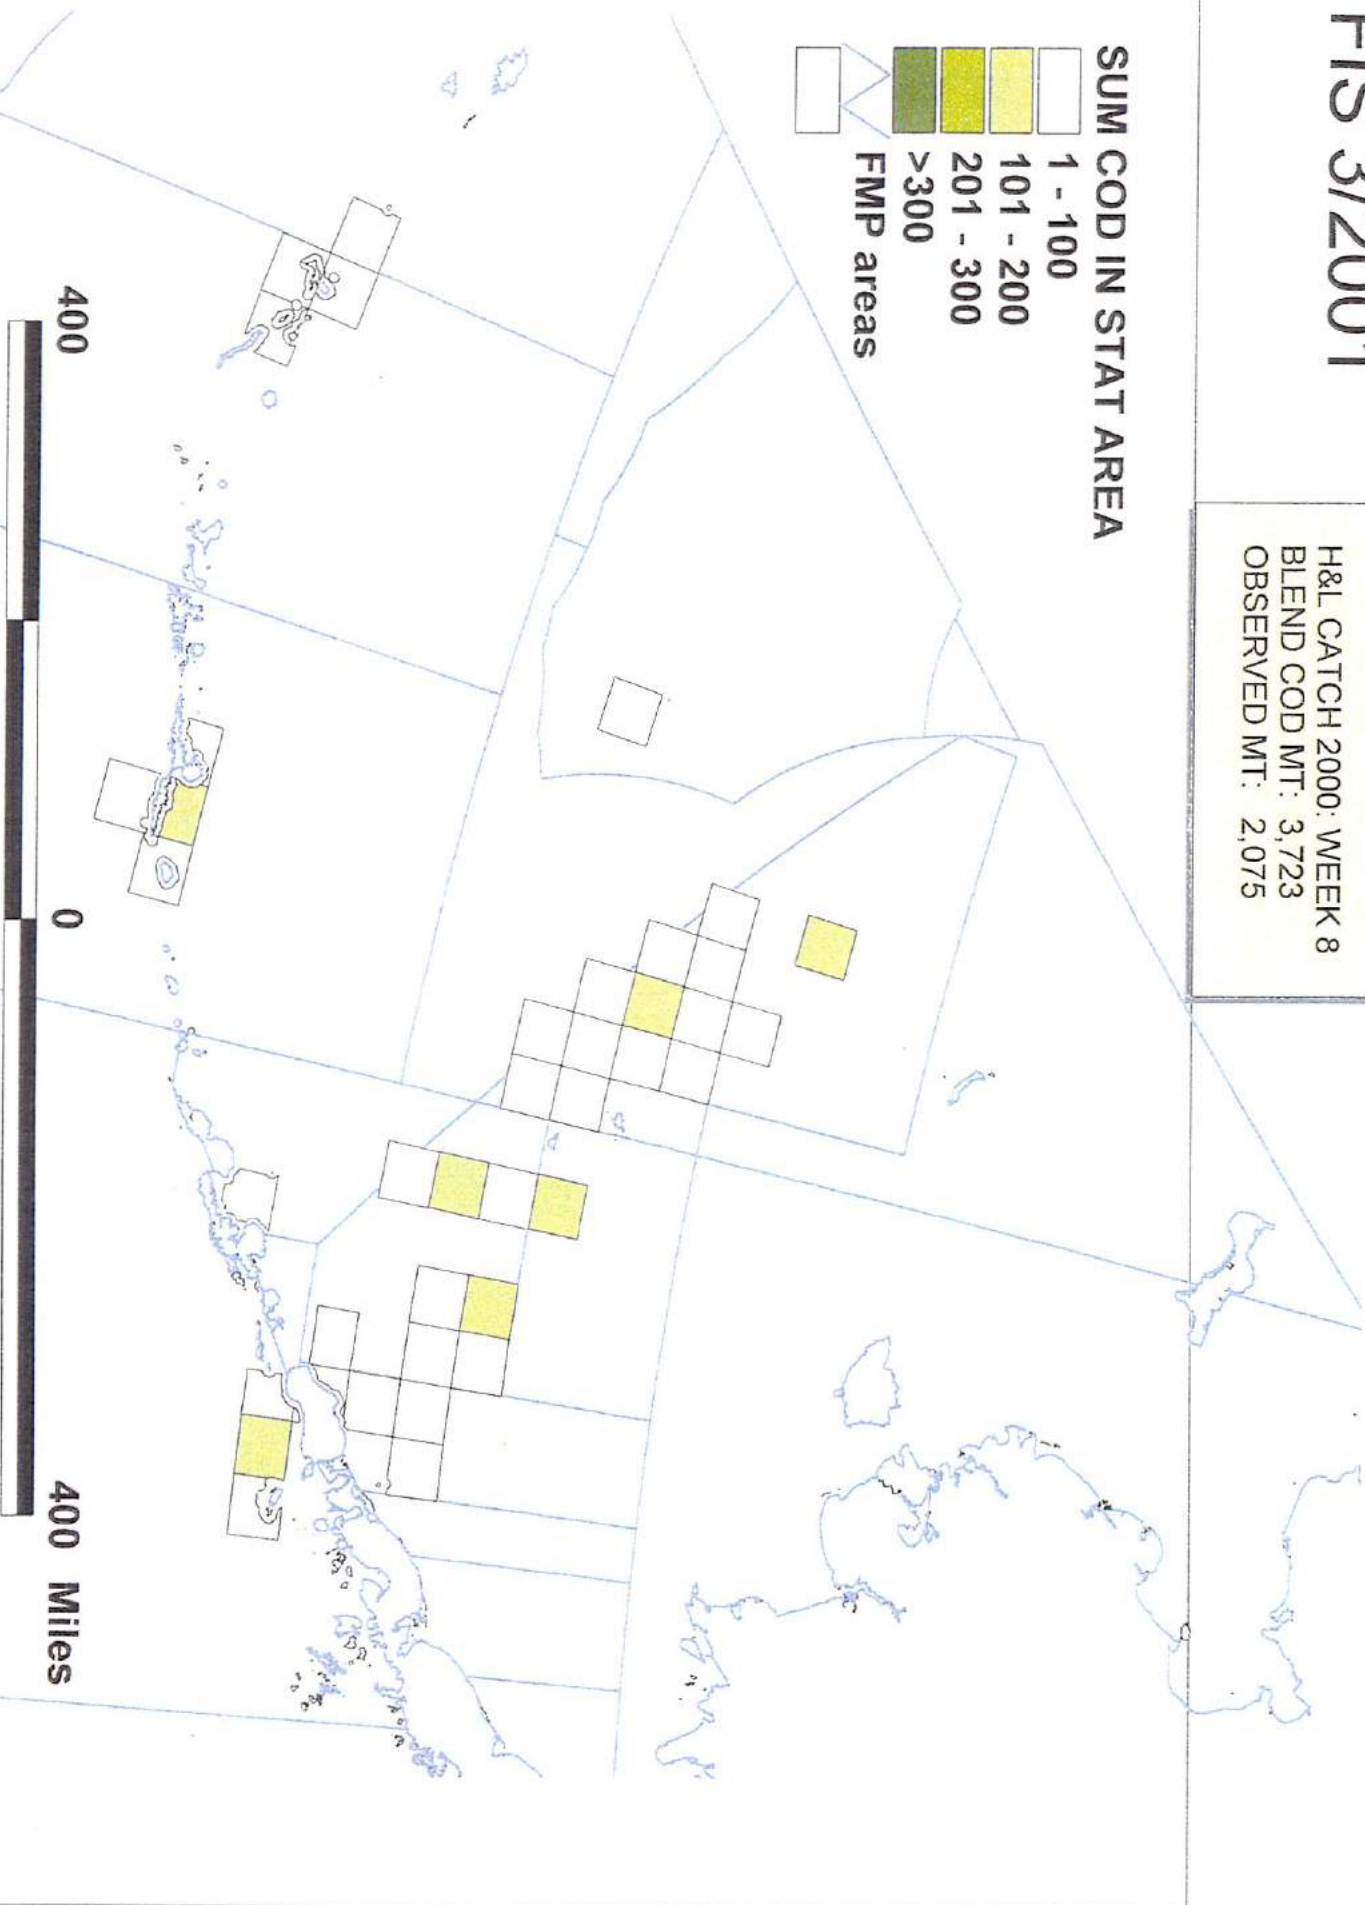 FIS 3/2001
H&L CATCH 2000: WEEK 8
BLEND COD MT: 3,723
OBSERVED MT: 2,075
SUM COD IN STAT AREA
1 - 100
101 - 200
201 - 300
>300
FMP areas
400 0 400 Miles